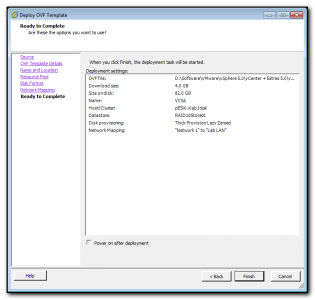 Deploy OVF Template
Ready to Complete
Are these the options you want to use?
Source
OVF Template Details
Name and Location
Resource Pool
Disk Format
Network Mapping
Ready to Complete
When you click Finish, the deployment task will be started.
Deployment settings:
OVF file: D:\Software\VMware\vSphere 5.0\vCenter + Extras 5.0\v...
Download size: 4.0 GB
Size on disk: 82.0 GB
Name: VCSA
Host/Cluster: pESXi.vlab.local
Datastore: RAID10Store01
Disk provisioning: Thick Provision Lazy Zeroed
Network Mapping: "Network 1" to "Lab LAN"
Power on after deployment
Help
< Back
Finish
Cancel